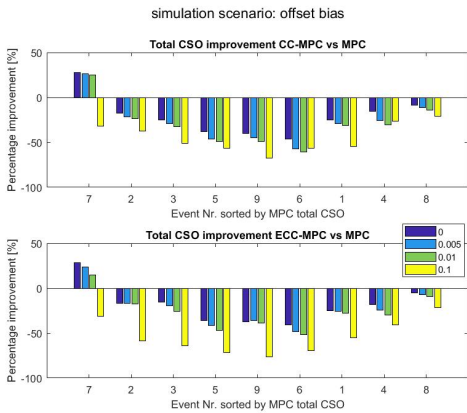 simulation scenario: offset bias
Total CSO improvement CC-MPC vs MPC
Percentage improvement [%]
50
0
-50
-100
7 2 3 5 9 6 1 4 8
Event Nr. sorted by MPC total CSO
Total CSO improvement ECC-MPC vs MPC
Percentage improvement [%]
50
0
-50
-100
0
0.005
0.01
0.1
7 2 3 5 9 6 1 4 8
Event Nr. sorted by MPC total CSO